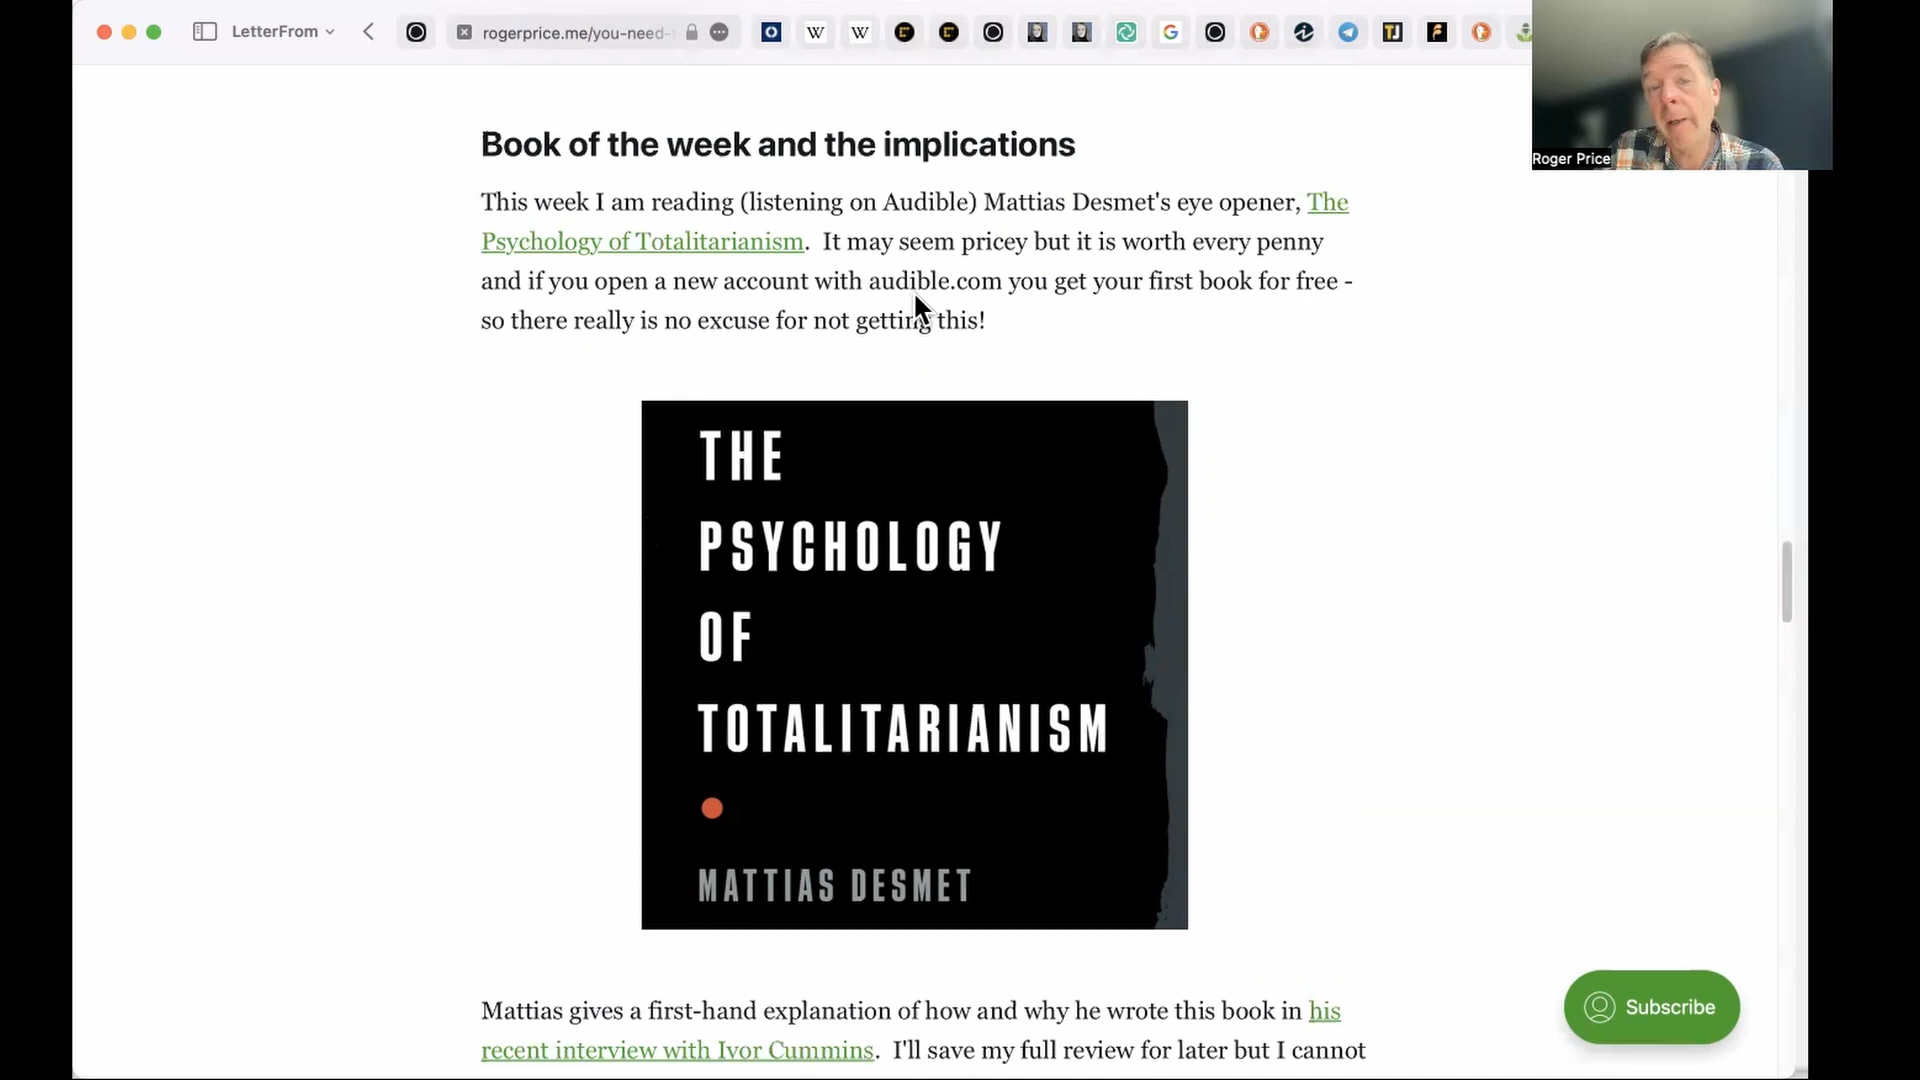 LetterFrom
rogerprice.me/you-need-
Roger Price
Book of the week and the implications
This week I am reading (listening on Audible) Mattias Desmet's eye opener, The
Psychology of Totalitarianism.  It may seem pricey but it is worth every penny
and if you open a new account with audible.com you get your first book for free -
so there really is no excuse for not getting this!
THE
PSYCHOLOGY
OF
TOTALITARIANISM
MATTIAS DESMET
Mattias gives a first-hand explanation of how and why he wrote this book in his
recent interview with Ivor Cummins.  I'll save my full review for later but I cannot
Subscribe